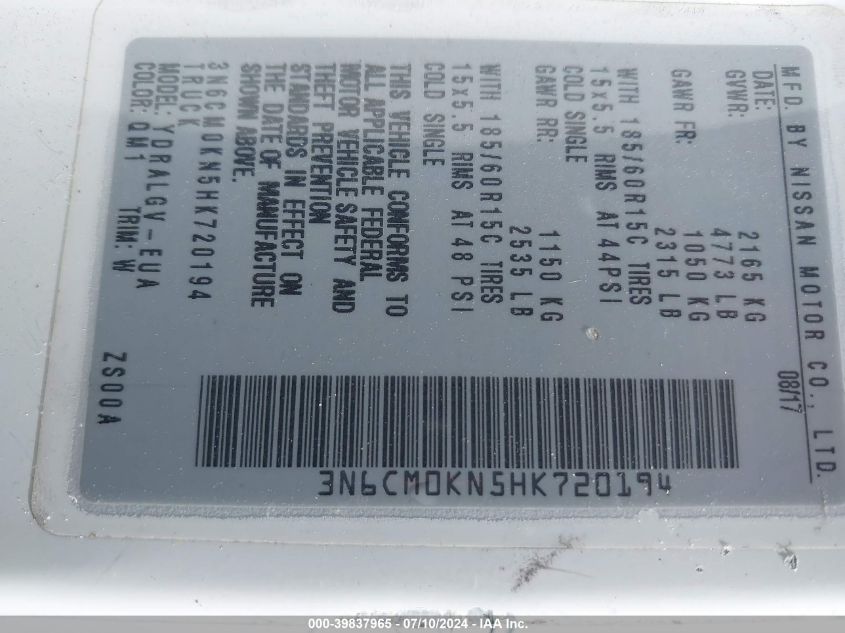 MFD. BY NISSAN MOTOR CO., LTD.
DATE: 08/17
GVWR: 2165 KG
4773 LB
GAWR FR: 1050 KG
2315 LB
WITH 185/60R15C TIRES
15x5.5 RIMS AT 44PSI
COLD SINGLE
GAWR RR: 1150 KG
2535 LB
WITH 185/60R15C TIRES
15x5.5 RIMS AT 48 PSI
COLD SINGLE
THIS VEHICLE CONFORMS TO
ALL APPLICABLE FEDERAL
MOTOR VEHICLE SAFETY AND
THEFT PREVENTION
STANDARDS IN EFFECT ON
THE DATE OF MANUFACTURE
SHOWN ABOVE.
3N6CM0KN5HK720194
TRUCK
MODEL: YDRALGV-EUA
COLOR: QM1 TRIM: W
ZS00A
3N6CM0KN5HK720194
000-39837965 - 07/10/2024 - IAA Inc.